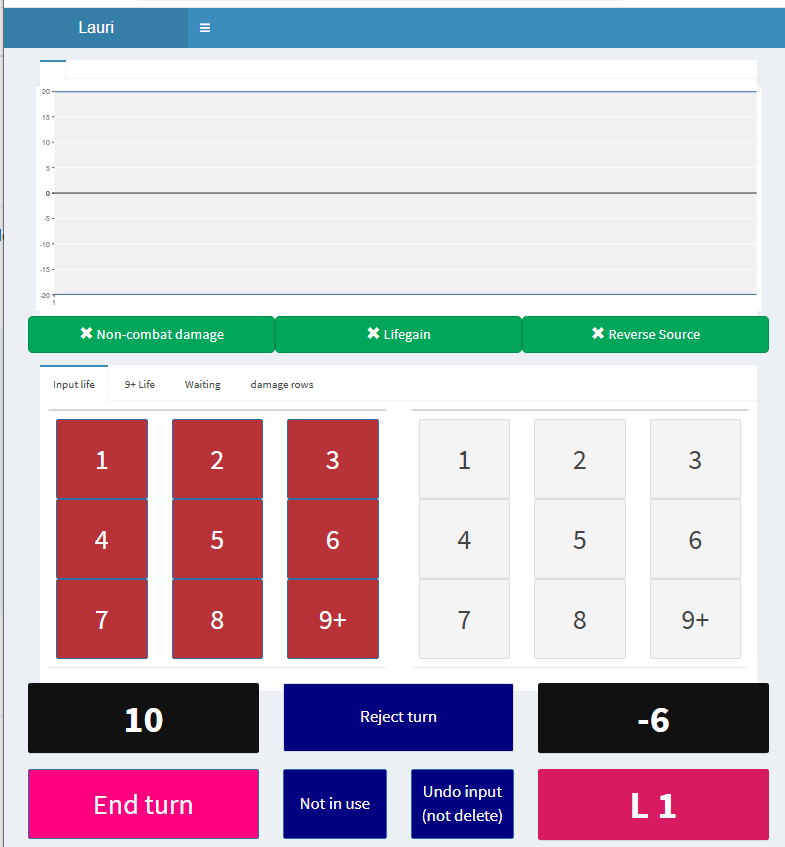 Lauri
20
15
10
5
0
-5
-10
-15
-20
1
Non-combat damage Lifegain Reverse Source
Input life 9+ Life Waiting damage rows
1 2 3 1 2 3
4 5 6 4 5 6
7 8 9+ 7 8 9+
10 Reject turn -6
End turn Not in use Undo input
(not delete) L 1